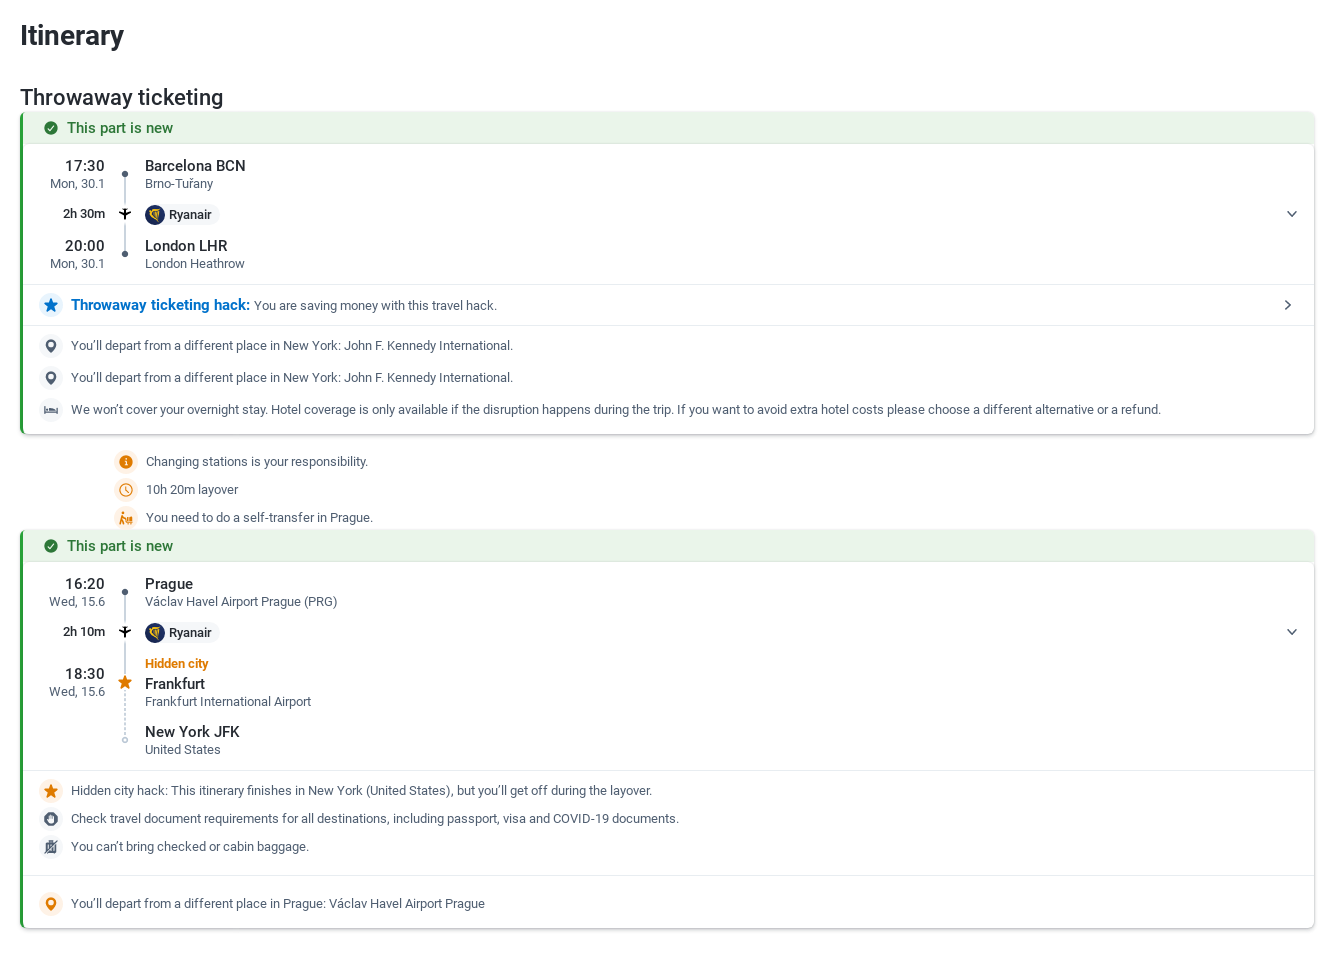 Itinerary
Throwaway ticketing
This part is new
17:30
Barcelona BCN
Mon, 30.1
Brno-Tuřany
2h 30m
Ryanair
20:00
London LHR
Mon, 30.1
London Heathrow
Throwaway ticketing hack: You are saving money with this travel hack.
You’ll depart from a different place in New York: John F. Kennedy International.
You’ll depart from a different place in New York: John F. Kennedy International.
We won’t cover your overnight stay. Hotel coverage is only available if the disruption happens during the trip. If you want to avoid extra hotel costs please choose a different alternative or a refund.
Changing stations is your responsibility.
10h 20m layover
You need to do a self-transfer in Prague.
This part is new
16:20
Prague
Wed, 15.6
Václav Havel Airport Prague (PRG)
2h 10m
Ryanair
Hidden city
18:30
Frankfurt
Wed, 15.6
Frankfurt International Airport
New York JFK
United States
Hidden city hack: This itinerary finishes in New York (United States), but you’ll get off during the layover.
Check travel document requirements for all destinations, including passport, visa and COVID-19 documents.
You can’t bring checked or cabin baggage.
You’ll depart from a different place in Prague: Václav Havel Airport Prague